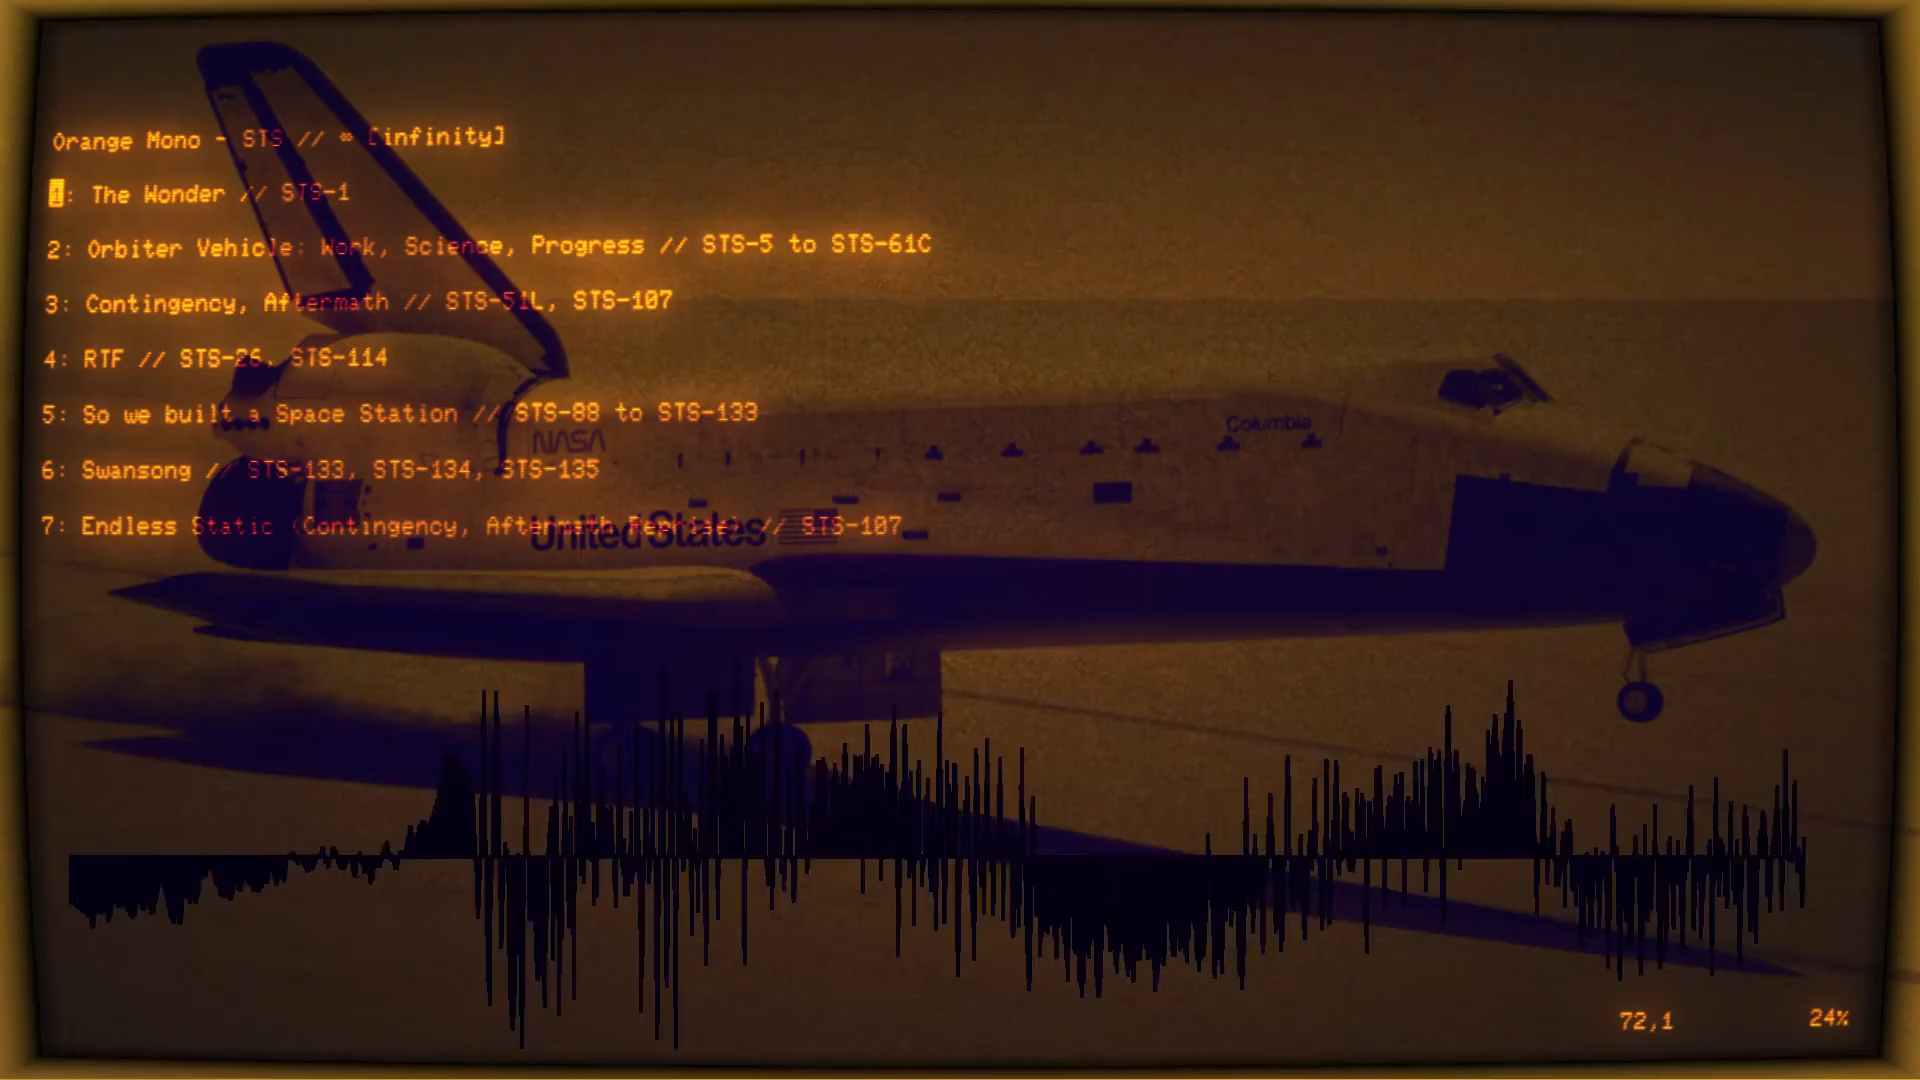 Orange Mono - STS // ∞ [infinity]
1: The Wonder // STS-1
2: Orbiter Vehicle: Work, Science, Progress // STS-5 to STS-61C
3: Contingency, Aftermath // STS-51L, STS-107
4: RTF // STS-26, STS-114
5: So we built a Space Station // STS-88 to STS-133
6: Swansong // STS-133, STS-134, STS-135
7: Endless Static (Contingency, Aftermath Reprise) // STS-107
Columbia
NASA
United States
72,1 24%